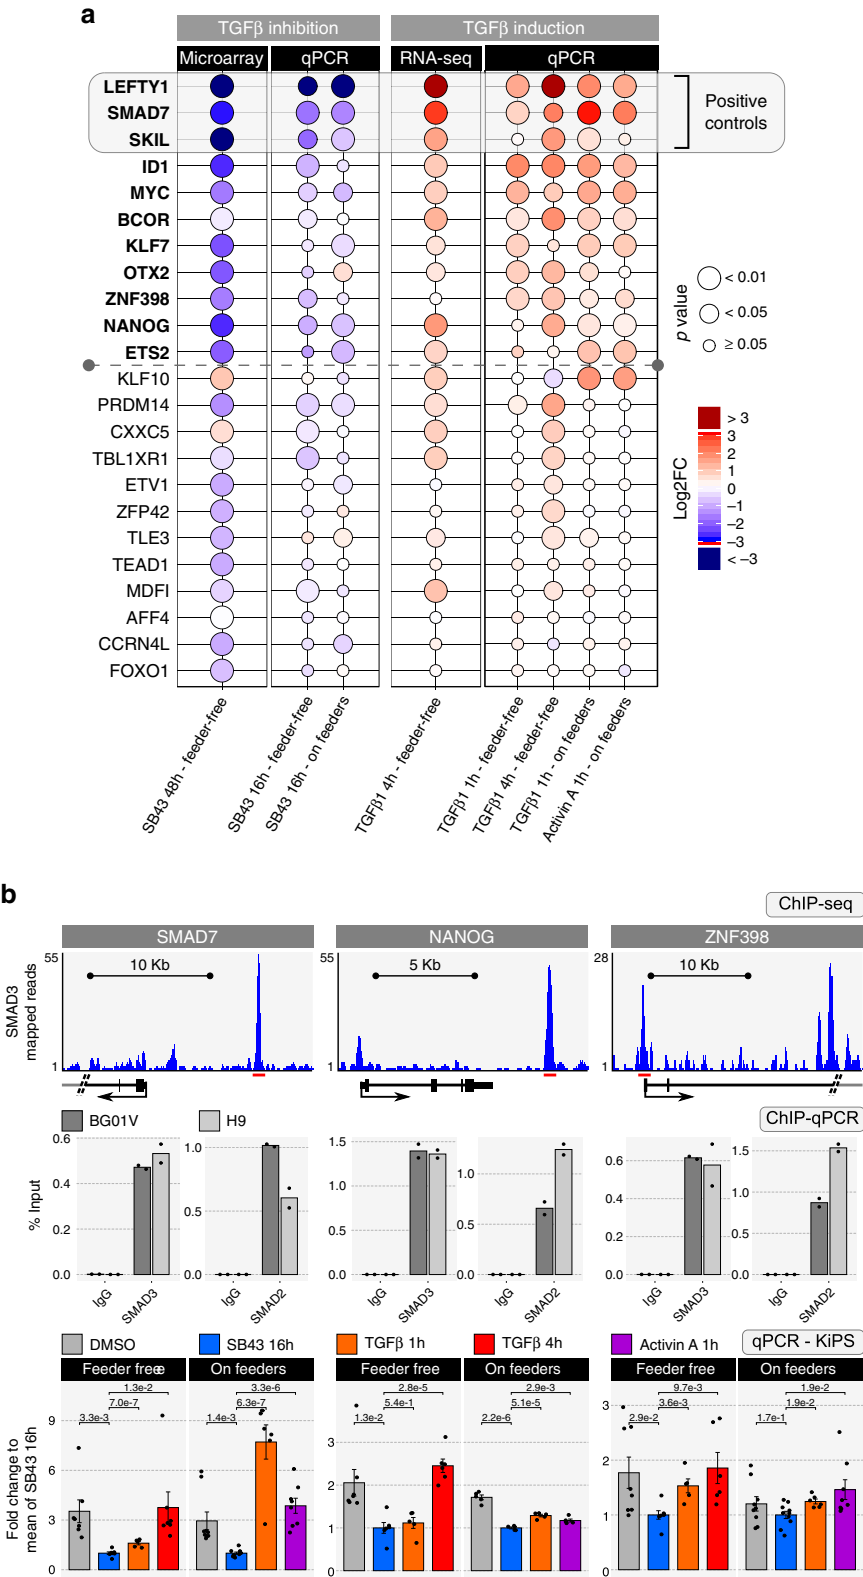 a
TGFβ inhibition TGFβ induction
Microarray qPCR RNA-seq qPCR
LEFTY1
SMAD7
SKIL
Positive
controls
ID1
MYC
BCOR
KLF7
OTX2
ZNF398
NANOG
ETS2
KLF10
PRDM14
CXXC5
TBL1XR1
ETV1
ZFP42
TLE3
TEAD1
MDFI
AFF4
CCRN4L
FOXO1
p value
< 0.01
< 0.05
≥ 0.05
Log2FC
> 3
3
2
1
0
–1
–2
–3
< –3
SB43 48h - feeder-free
SB43 16h - feeder-free
SB43 16h - on feeders
TGFβ1 4h - feeder-free
TGFβ1 1h - feeder-free
TGFβ1 4h - feeder-free
TGFβ1 1h - on feeders
Activin A 1h - on feeders
b
ChIP-seq
SMAD7 NANOG ZNF398
SMAD3
mapped reads
55 10 Kb 1
55 5 Kb 1
28 10 Kb 1
BG01V H9
ChIP-qPCR
% Input
0.6 0.4 0.2 0.0
IgG SMAD3
1.0 0.5 0.0
IgG SMAD2
1.5 1.0 0.5 0.0
IgG SMAD3
1.0 0.5 0.0
IgG SMAD2
0.6 0.4 0.2 0.0
IgG SMAD3
1.5 1.0 0.5 0.0
IgG SMAD2
DMSO SB43 16h TGFβ 1h TGFβ 4h Activin A 1h qPCR - KiPS
Feeder free On feeders Feeder free On feeders Feeder free On feeders
Fold change to
mean of SB43 16h
9 6 3 0
1.3e-2
7.0e-7
3.3e-3
3.3e-6
6.3e-7
1.4e-3
3 2 1 0
2.8e-5
5.4e-1
1.3e-2
2.9e-3
5.1e-5
2.2e-6
3 2 1 0
9.7e-3
3.6e-3
2.9e-2
1.9e-2
1.9e-2
1.7e-1